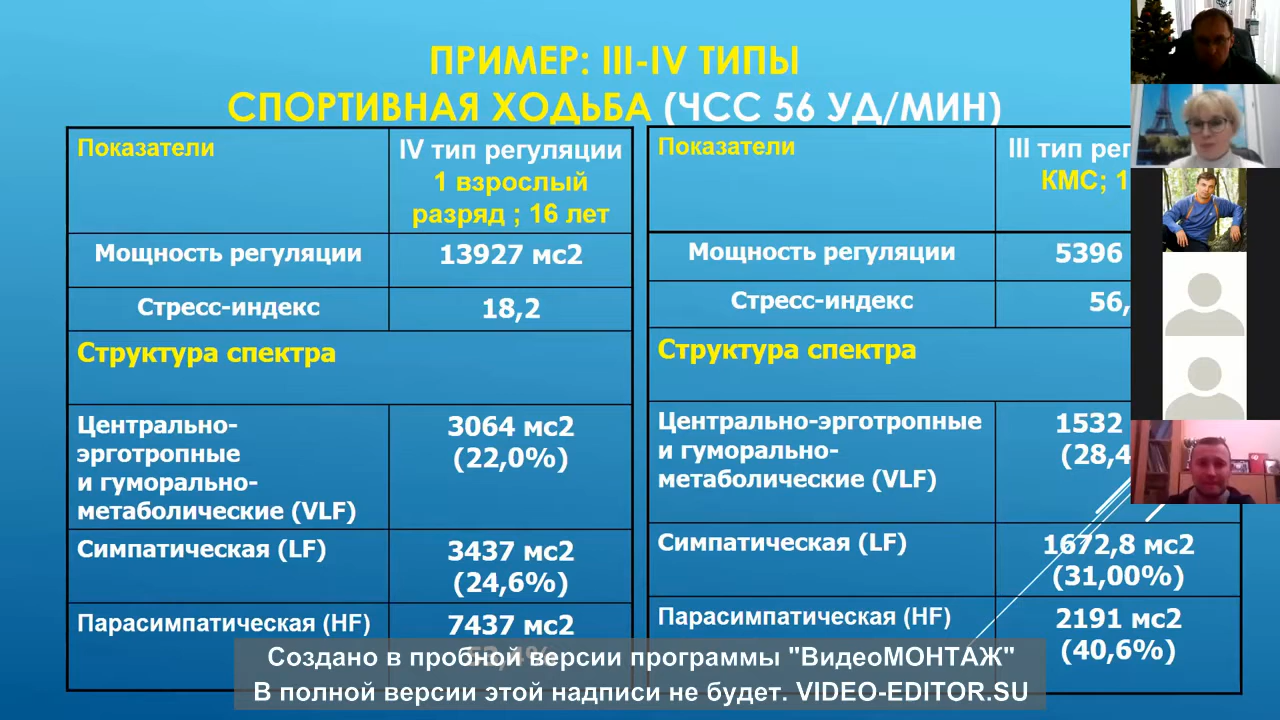 ПРИМЕР: III-IV ТИПЫ
СПОРТИВНАЯ ХОДЬБА (ЧСС 56 УД/МИН)
Показатели
IV тип регуляции
1 взрослый
разряд ; 16 лет
Мощность регуляции
13927 мс2
Стресс-индекс
18,2
Структура спектра
Центрально-
эрготропные
и гуморально-
метаболические (VLF)
3064 мс2
(22,0%)
Симпатическая (LF)
3437 мс2
(24,6%)
Парасимпатическая (HF)
7437 мс2
Показатели
III тип
КМС;
Мощность регуляции
5396
Стресс-индекс
56,
Структура спектра
Центрально-эрготропные
и гуморально-
метаболические (VLF)
1532
(28,4
Симпатическая (LF)
1672,8 мс2
(31,00%)
Парасимпатическая (HF)
2191 мс2
(40,6%)
Создано в пробной версии программы "ВидеоМОНТАЖ"
В полной версии этой надписи не будет. VIDEO-EDITOR.SU